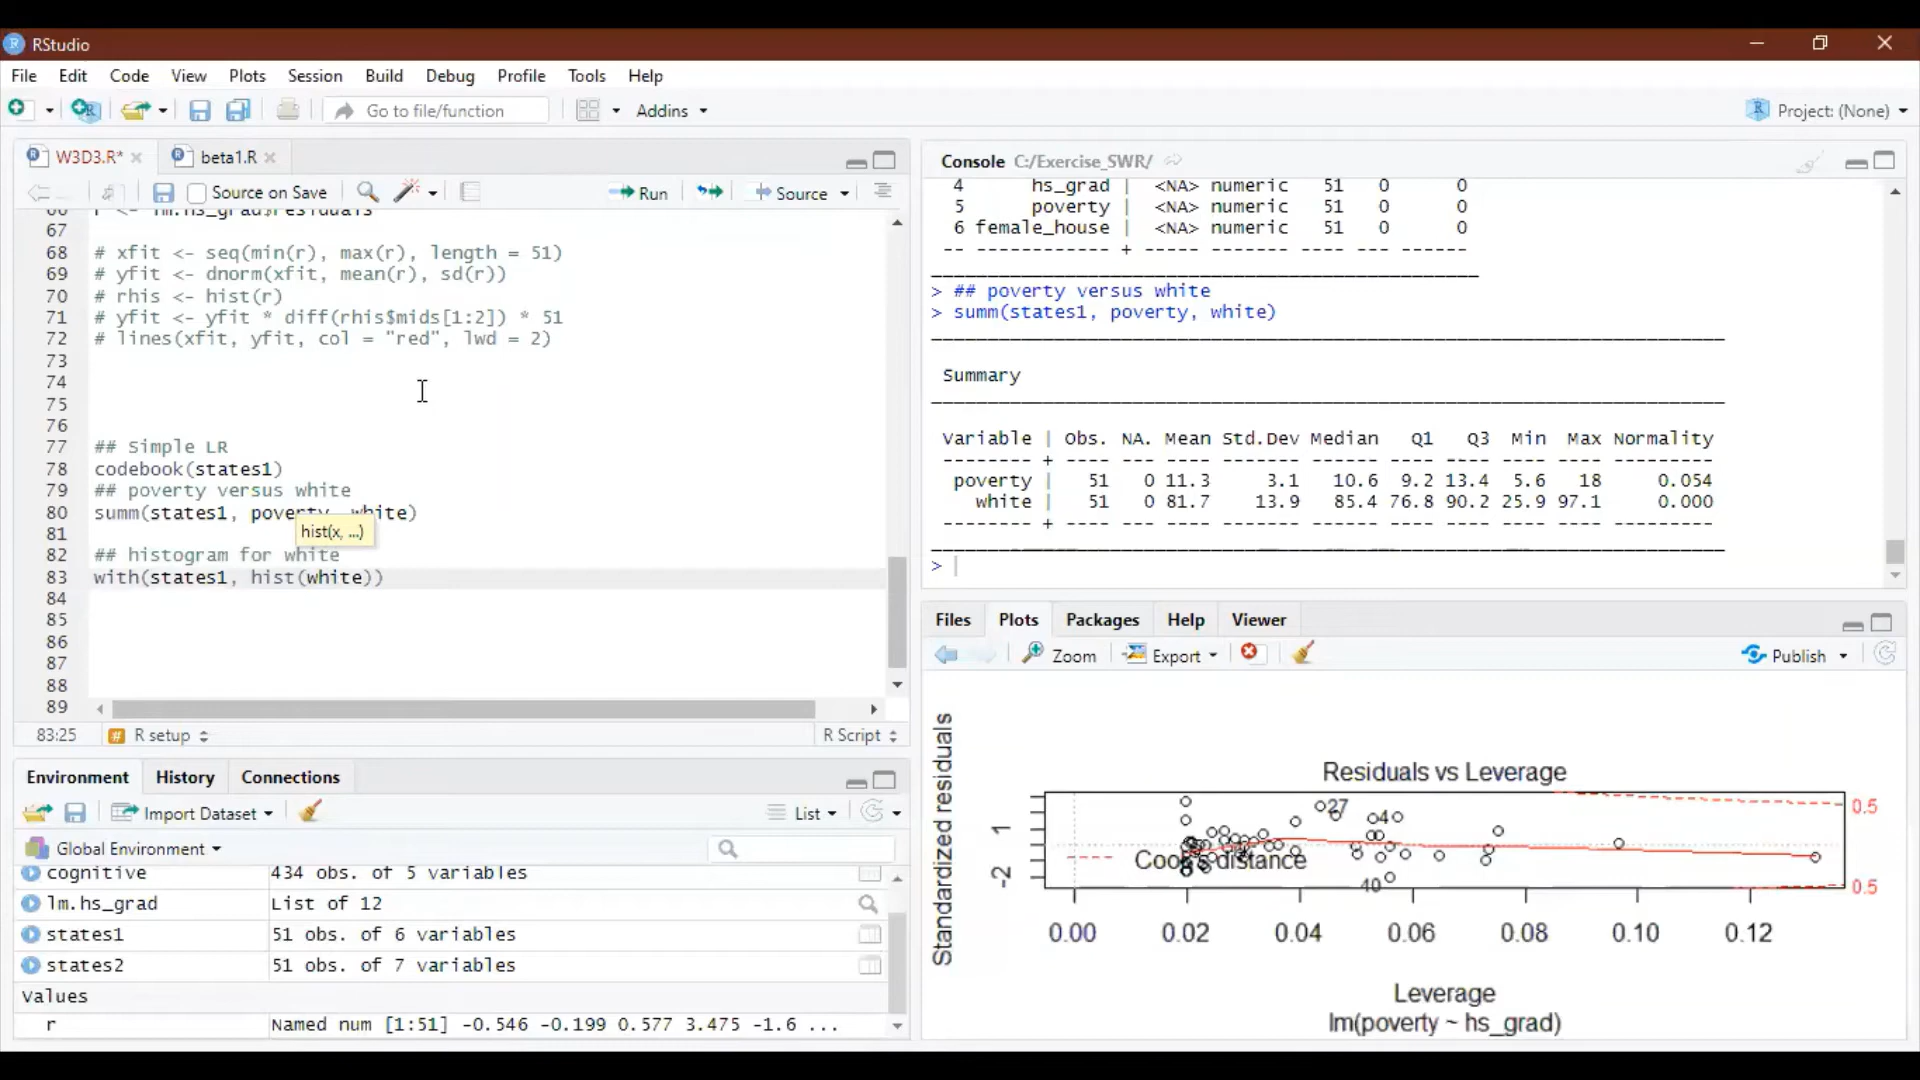 RStudio
File Edit Code View Plots Session Build Debug Profile Tools Help
Go to file/function Addins Project: (None)
W3D3.R* beta1.R
Source on Save Run Source
66 r <- lm.hs_grad$residuals
67
68 # xfit <- seq(min(r), max(r), length = 51)
69 # yfit <- dnorm(xfit, mean(r), sd(r))
70 # rhis <- hist(r)
71 # yfit <- yfit * diff(rhis$mids[1:2]) * 51
72 # lines(xfit, yfit, col = "red", lwd = 2)
73
74
75
76
77 ## Simple LR
78 codebook(states1)
79 ## poverty versus white
80 summ(states1, poverty, white)
hist(x, ...)
81
82 ## histogram for white
83 with(states1, hist(white))
84
85
86
87
88
89
83:25 # R setup R Script
Environment History Connections
Import Dataset List
Global Environment
cognitive 434 obs. of 5 variables
lm.hs_grad List of 12
states1 51 obs. of 6 variables
states2 51 obs. of 7 variables
Values
r Named num [1:51] -0.546 -0.199 0.577 3.475 -1.6 ...
Console C:/Exercise_SWR/
4 hs_grad | <NA> numeric 51 0 0
5 poverty | <NA> numeric 51 0 0
6 female_house | <NA> numeric 51 0 0
-- ------------ + ----- ------- ---- --- ------
> ## poverty versus white
> summ(states1, poverty, white)
Summary
Variable | Obs. NA. Mean Std.Dev Median Q1 Q3 Min Max Normality
-------- + ---- --- ---- ------- ------ ---- ---- ---- ---- ---------
poverty | 51 0 11.3 3.1 10.6 9.2 13.4 5.6 18 0.054
white | 51 0 81.7 13.9 85.4 76.8 90.2 25.9 97.1 0.000
-------- + ---- --- ---- ------- ------ ---- ---- ---- ---- ---------
>
Files Plots Packages Help Viewer
Zoom Export Publish
Residuals vs Leverage
Standardized residuals
1
-2
27
4
40
0.5
0.5
Cook's distance
0.00 0.02 0.04 0.06 0.08 0.10 0.12
Leverage
lm(poverty ~ hs_grad)